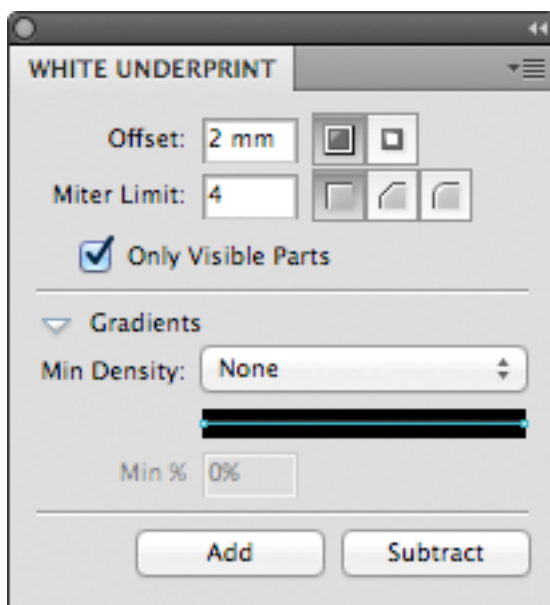 WHITE UNDERPRINT
Offset: 2 mm
Miter Limit: 4
Only Visible Parts
Gradients
Min Density: None
Min % 0%
Add Subtract